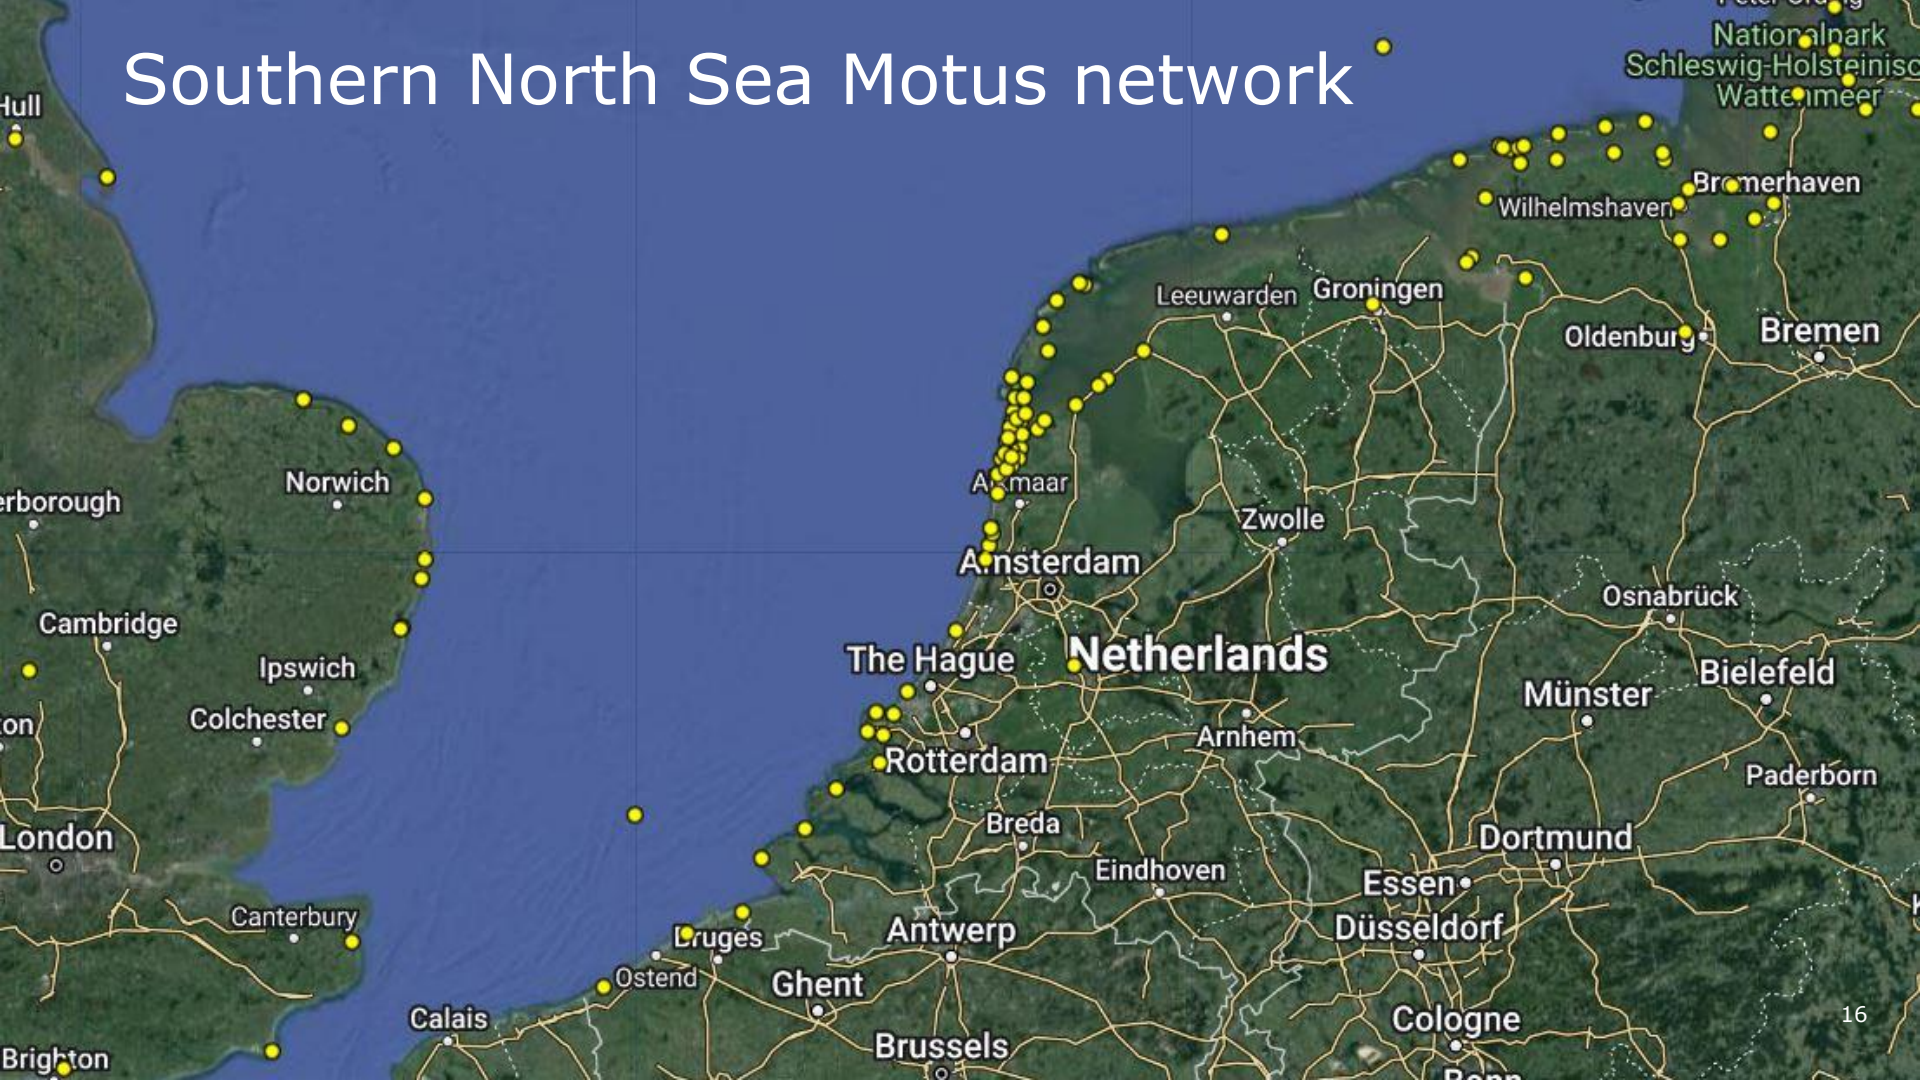 Southern North Sea Motus network
Nationalpark
Schleswig-Holsteinisc
Wattenmeer
Hull
Bremerhaven
Wilhelmshaven
Leeuwarden
Groningen
Oldenburg
Bremen
Norwich
erborough
Alkmaar
Zwolle
Amsterdam
Osnabrück
Cambridge
The Hague
Netherlands
Ipswich
Bielefeld
Münster
Colchester
ton
Arnhem
Rotterdam
Paderborn
London
Breda
Dortmund
Eindhoven
Essen
Canterbury
Düsseldorf
Bruges
Antwerp
Ostend
Ghent
Calais
Cologne
16
Brussels
Brighton
Bonn